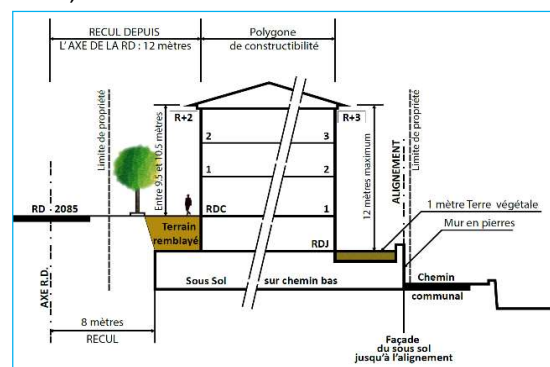 RECUL DEPUIS
L'AXE DE LA RD : 12 mètres
Polygone
de constructibilité
R+2
R+3
Limite de propriété
Entre 9.5 et 10.5 mètres
2
3
1
2
RDC
1
RDJ
12 mètres maximum
ALIGNEMENT
Limite de propriété
1 mètre Terre végétale
Mur en pierres
RD - 2085
Terrain
remblayé
Sous Sol
sur chemin bas
Chemin
communal
AXE R.D.
8 mètres
RECUL
Façade
du sous sol
jusqu'à l'alignement